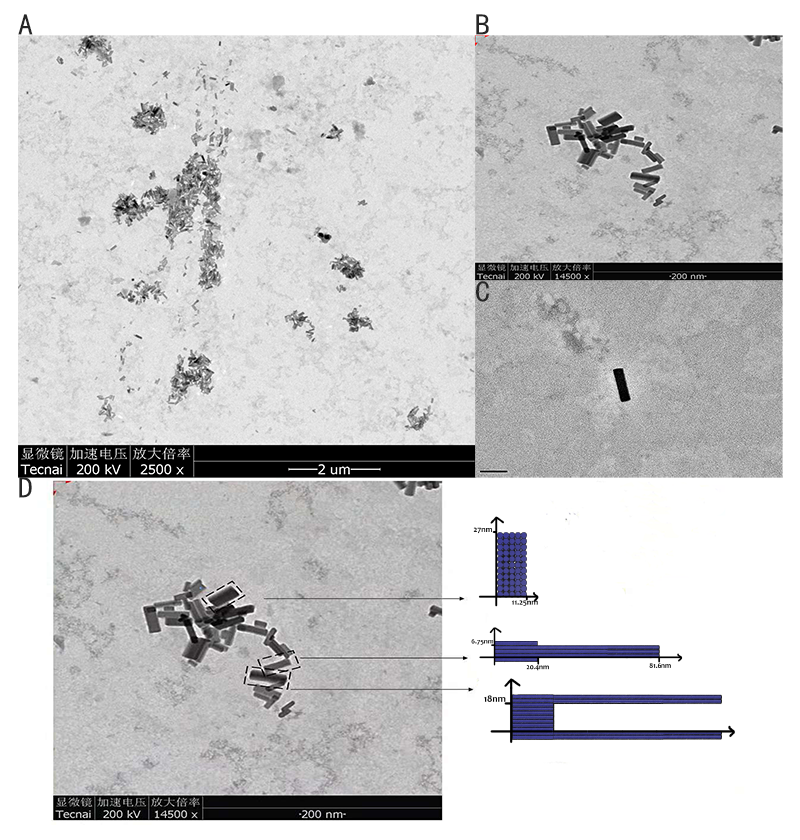 A
显微镜 加速电压 放大倍率
Tecnai 200 kV 2500 x 2 um
B
显微镜 加速电压 放大倍率
Tecnai 200 kV 14500 x -200 nm-
C
D
显微镜 加速电压 放大倍率
Tecnai 200 kV 14500 x -200 nm-
27nm
11.25nm
6.75nm
20.4nm
81.6nm
18nm